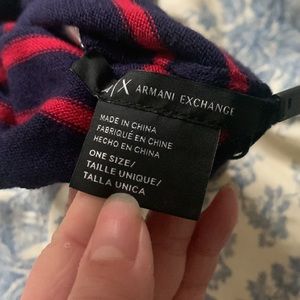 A/X ARMANI EXCHANGE
MADE IN CHINA
FABRIQUÉ EN CHINE
HECHO EN CHINA
ONE SIZE/
TAILLE UNIQUE/
TALLA UNICA